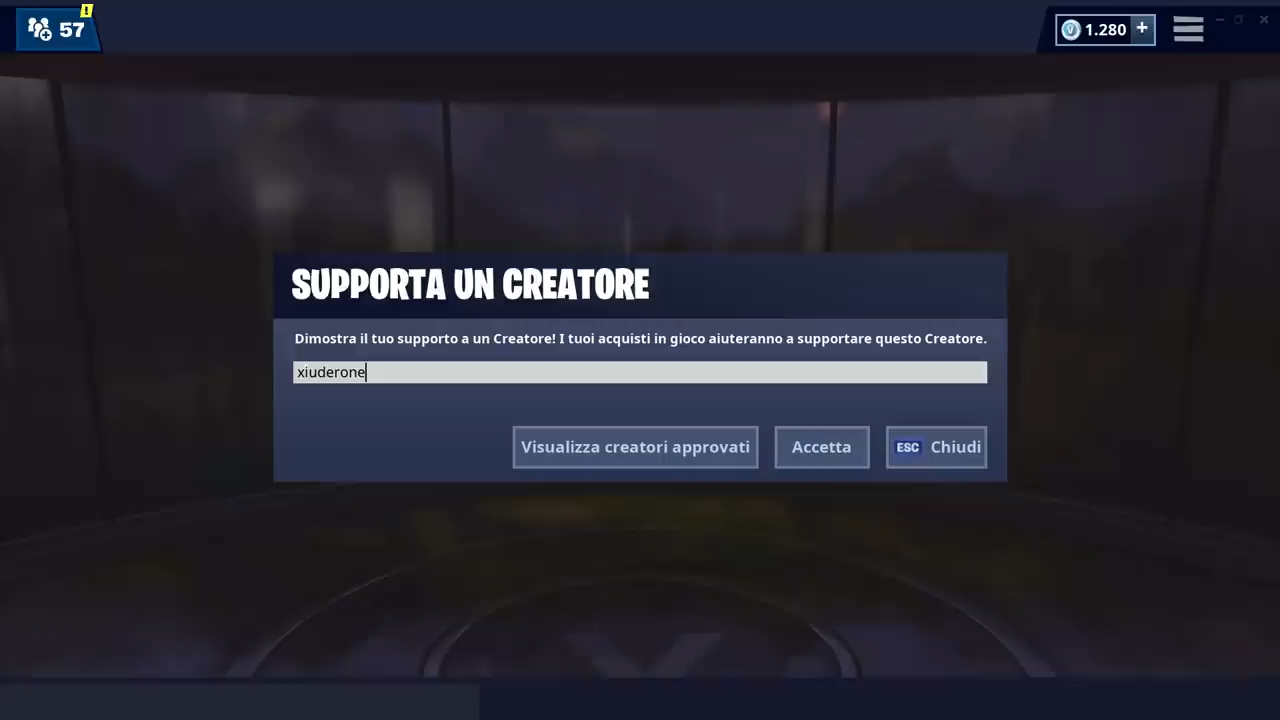 57
!
1.280 +
SUPPORTA UN CREATORE
Dimostra il tuo supporto a un Creatore! I tuoi acquisti in gioco aiuteranno a supportare questo Creatore.
xiuderone
Visualizza creatori approvati
Accetta
ESC Chiudi